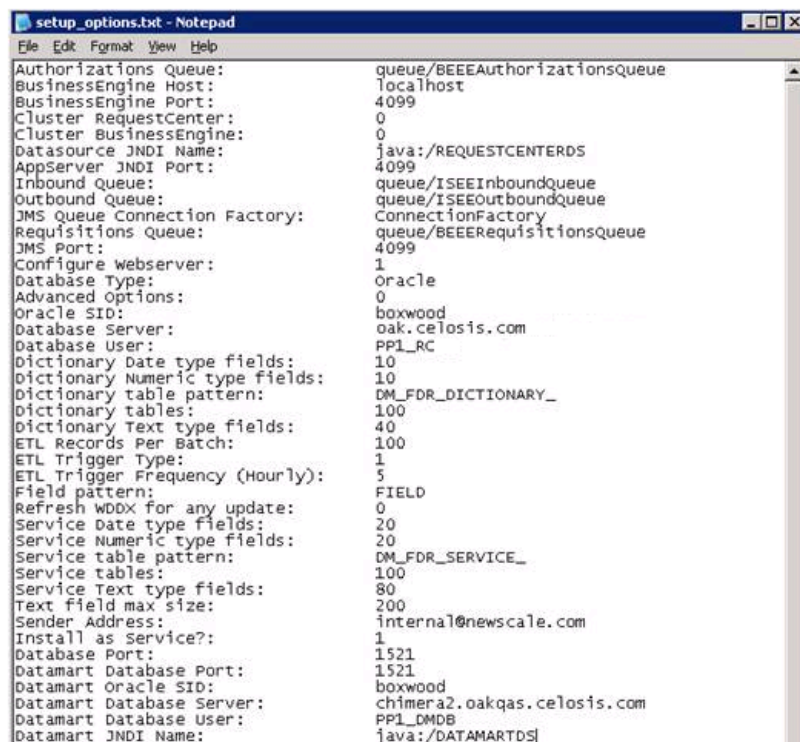 setup_options.txt - Notepad
File Edit Format View Help
Authorizations Queue: queue/BEEEAuthorizationsQueue
BusinessEngine Host: localhost
BusinessEngine Port: 4099
Cluster RequestCenter: 0
Cluster BusinessEngine: 0
Datasource JNDI Name: java:/REQUESTCENTERDS
AppServer JNDI Port: 4099
Inbound Queue: queue/ISEEInboundQueue
Outbound Queue: queue/ISEEOutboundQueue
JMS Queue Connection Factory: ConnectionFactory
Requisitions Queue: queue/BEEERequisitionsQueue
JMS Port: 4099
Configure Webserver: 1
Database Type: Oracle
Advanced Options: 0
Oracle SID: boxwood
Database Server: oak.celosis.com
Database User: PP1_RC
Dictionary Date type fields: 10
Dictionary Numeric type fields: 10
Dictionary table pattern: DM_FDR_DICTIONARY_
Dictionary tables: 100
Dictionary Text type fields: 40
ETL Records Per Batch: 100
ETL Trigger Type: 1
ETL Trigger Frequency (Hourly): 5
Field pattern: FIELD
Refresh WDDX for any update: 0
Service Date type fields: 20
Service Numeric type fields: 20
Service table pattern: DM_FDR_SERVICE_
Service tables: 100
Service Text type fields: 80
Text field max size: 200
Sender Address: internal@newscale.com
Install as Service?: 1
Database Port: 1521
Datamart Database Port: 1521
Datamart Oracle SID: boxwood
Datamart Database Server: chimera2.oakqas.celosis.com
Datamart Database User: PP1_DMDB
Datamart JNDI Name: java:/DATAMARTDS